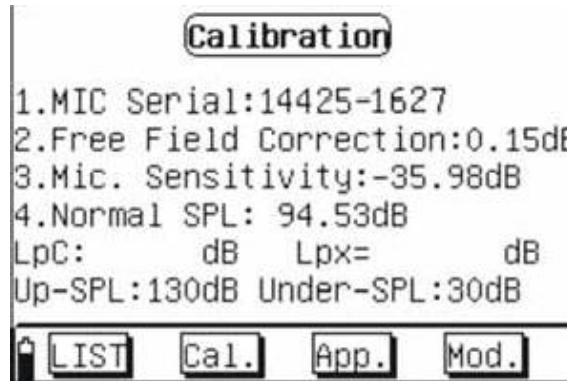 Calibration
1.MIC Serial:14425-1627
2.Free Field Correction:0.15dB
3.Mic. Sensitivity:-35.98dB
4.Normal SPL: 94.53dB
LpC: dB Lpx= dB
Up-SPL:130dB Under-SPL:30dB
LIST Cal. App. Mod.